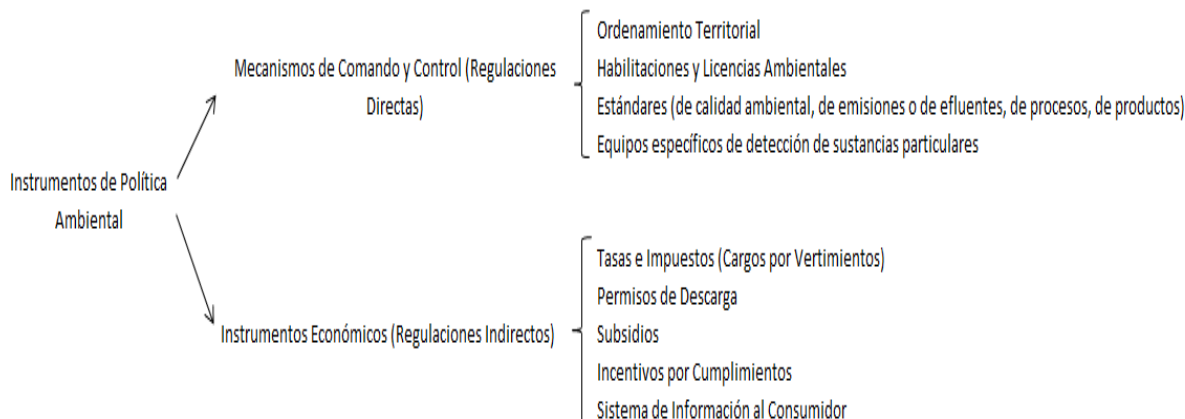 Instrumentos de Política
Ambiental
Mecanismos de Comando y Control (Regulaciones
Directas)
Ordenamiento Territorial
Habilitaciones y Licencias Ambientales
Estándares (de calidad ambiental, de emisiones o de efluentes, de procesos, de productos)
Equipos específicos de detección de sustancias particulares
Instrumentos Económicos (Regulaciones Indirectos)
Tasas e Impuestos (Cargos por Vertimientos)
Permisos de Descarga
Subsidios
Incentivos por Cumplimientos
Sistema de Información al Consumidor